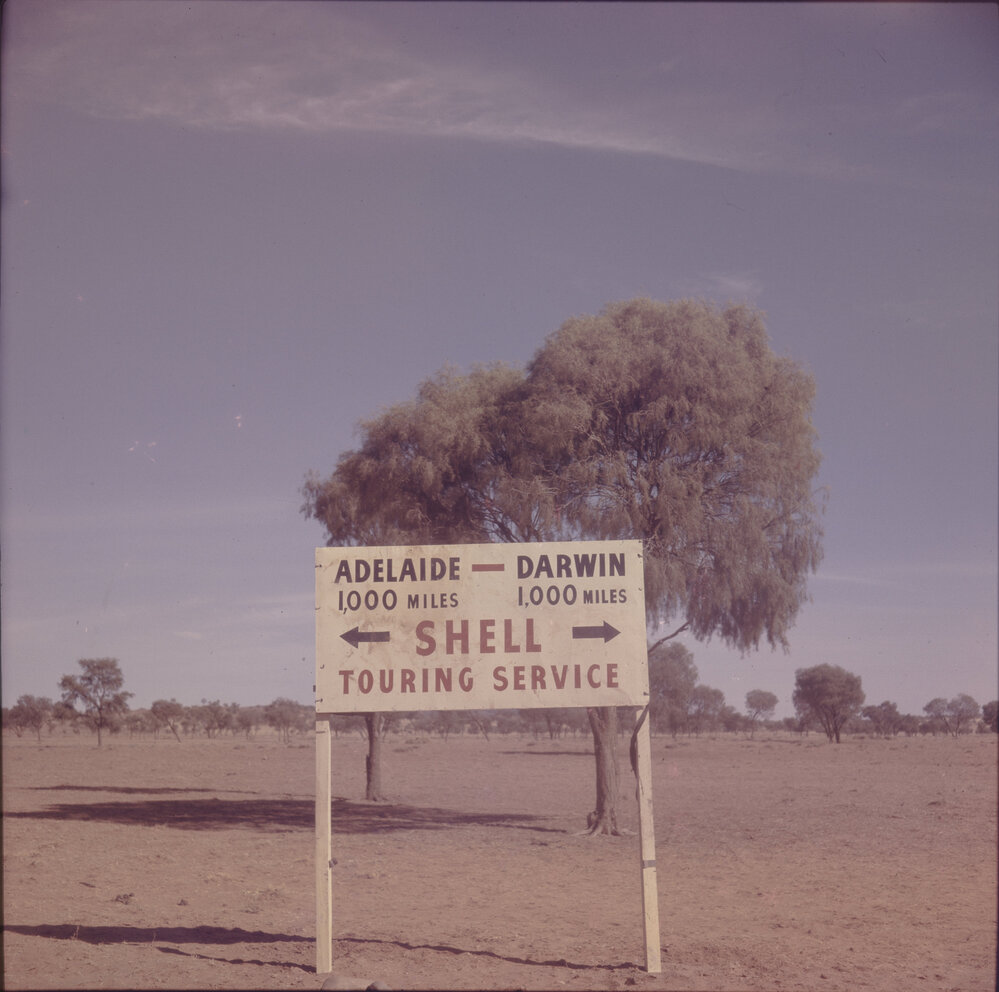 ADELAIDE — DARWIN
1,000 MILES 1,000 MILES
← SHELL →
TOURING SERVICE